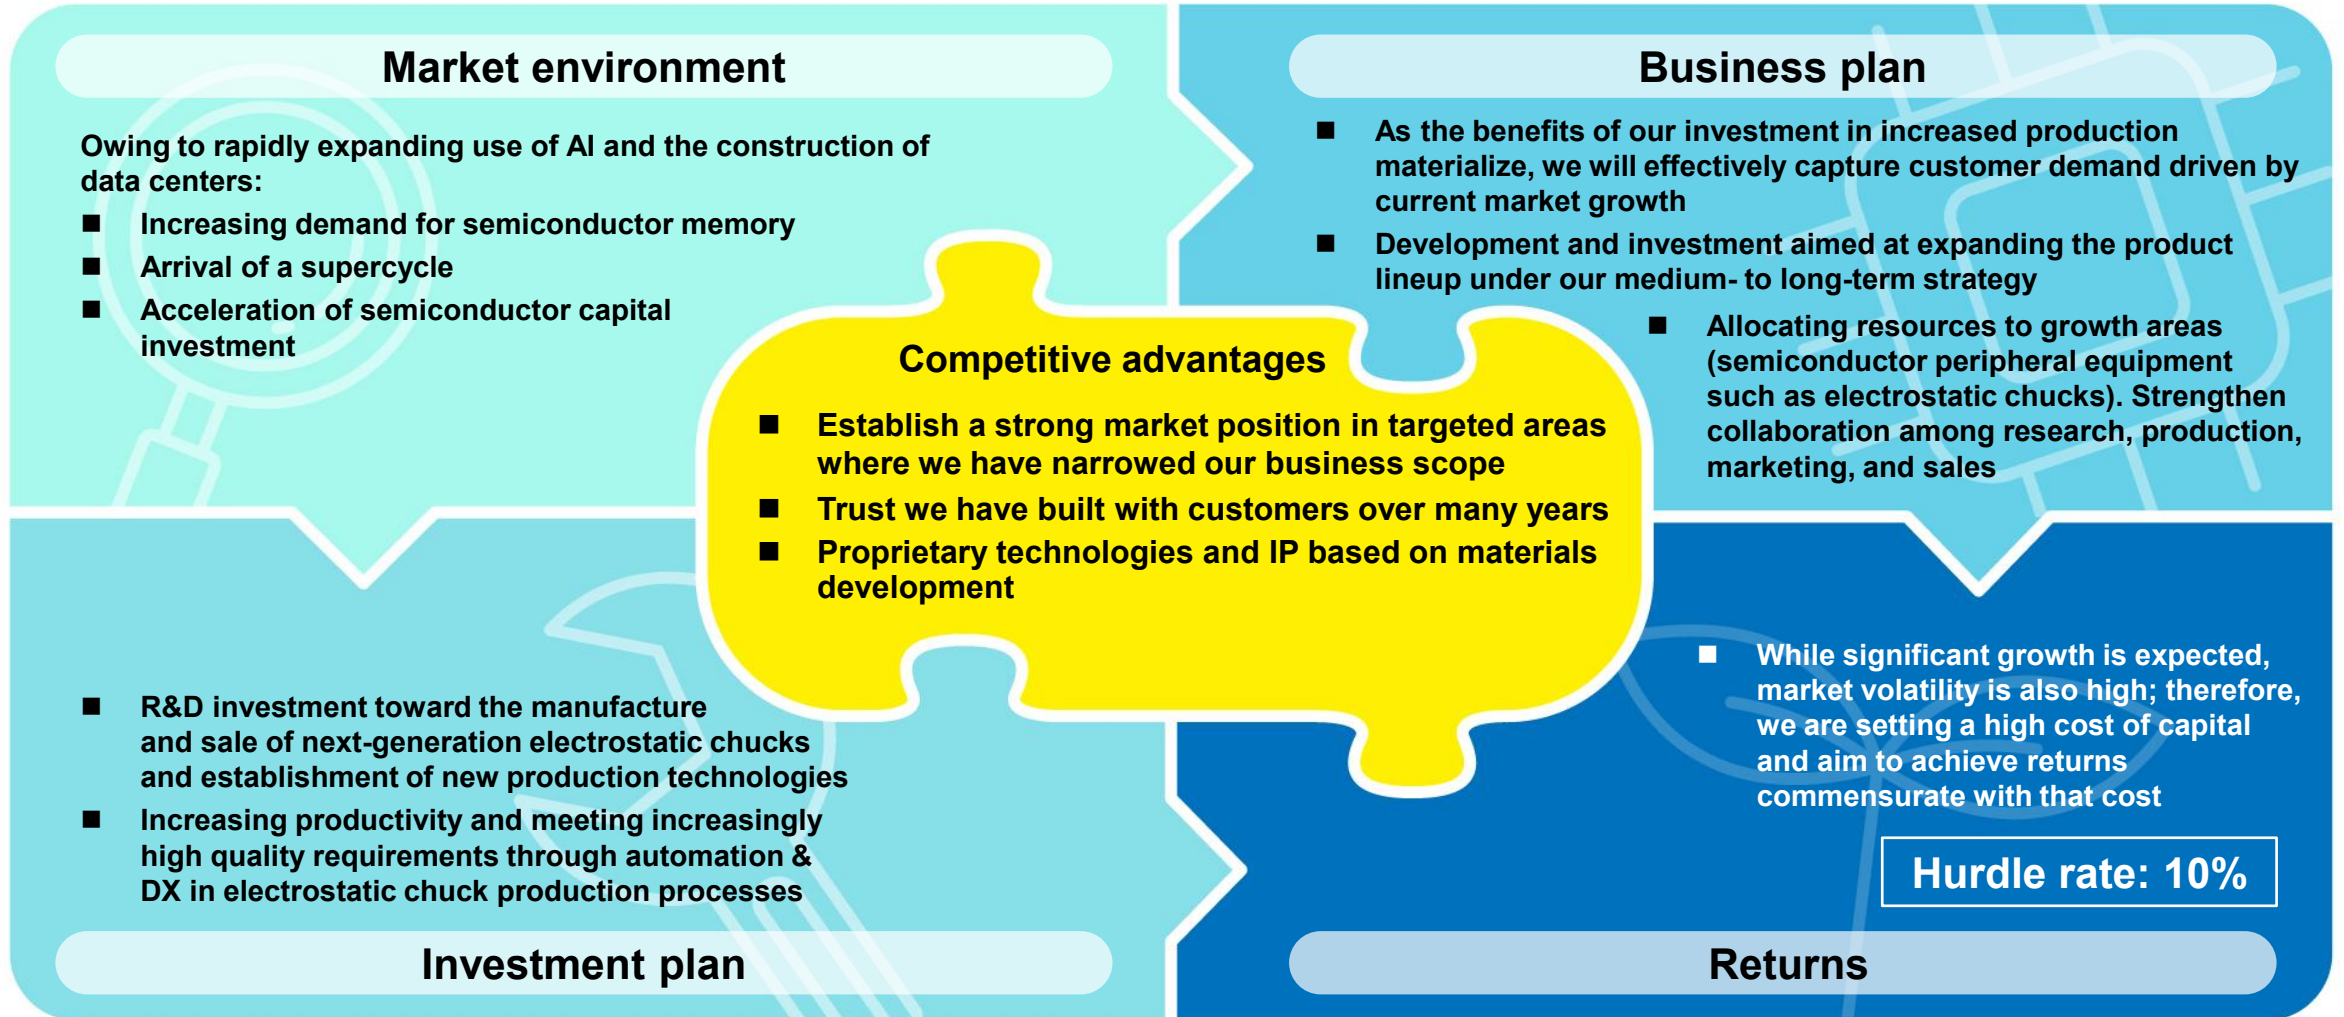 Market environment
Owing to rapidly expanding use of AI and the construction of
data centers:
■ Increasing demand for semiconductor memory
■ Arrival of a supercycle
■ Acceleration of semiconductor capital
investment
Business plan
■ As the benefits of our investment in increased production
materialize, we will effectively capture customer demand driven by
current market growth
■ Development and investment aimed at expanding the product
lineup under our medium- to long-term strategy
■ Allocating resources to growth areas
(semiconductor peripheral equipment
such as electrostatic chucks). Strengthen
collaboration among research, production,
marketing, and sales
Competitive advantages
■ Establish a strong market position in targeted areas
where we have narrowed our business scope
■ Trust we have built with customers over many years
■ Proprietary technologies and IP based on materials
development
■ R&D investment toward the manufacture
and sale of next-generation electrostatic chucks
and establishment of new production technologies
■ Increasing productivity and meeting increasingly
high quality requirements through automation &
DX in electrostatic chuck production processes
Investment plan
■ While significant growth is expected,
market volatility is also high; therefore,
we are setting a high cost of capital
and aim to achieve returns
commensurate with that cost
Hurdle rate: 10%
Returns